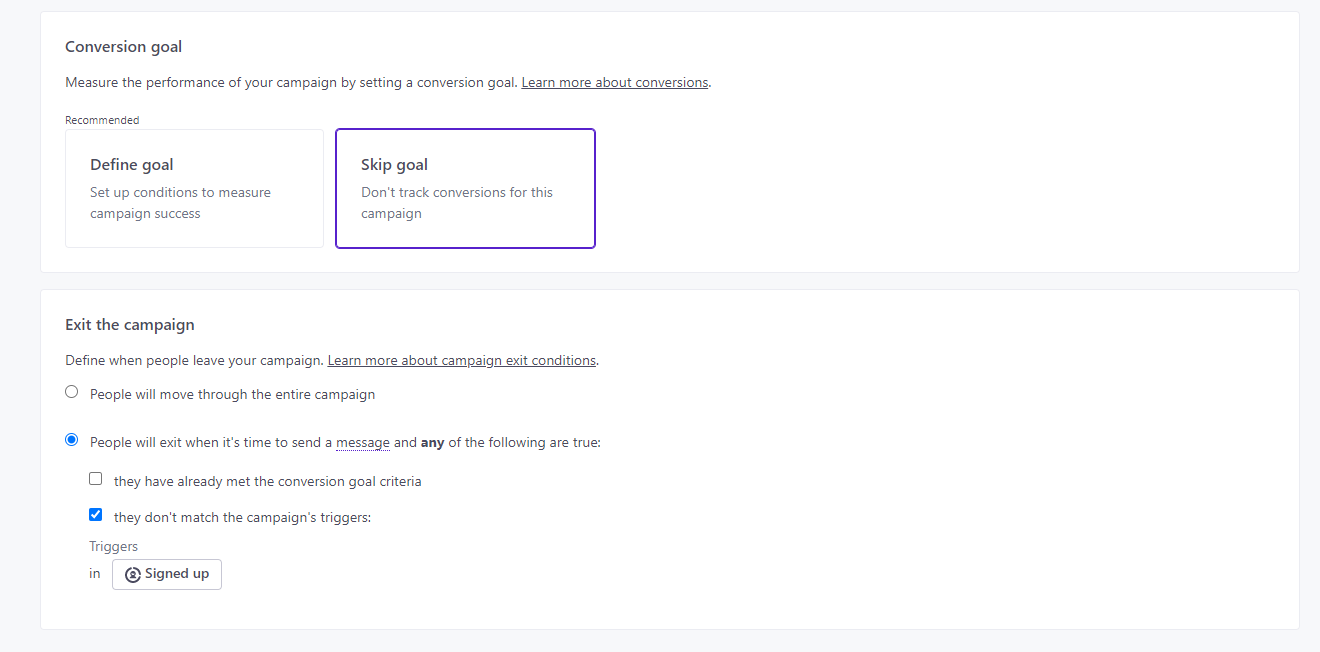 Conversion goal
Measure the performance of your campaign by setting a conversion goal. Learn more about conversions.
Recommended
Define goal
Set up conditions to measure
campaign success
Skip goal
Don't track conversions for this
campaign
Exit the campaign
Define when people leave your campaign. Learn more about campaign exit conditions.
People will move through the entire campaign
People will exit when it's time to send a message and any of the following are true:
they have already met the conversion goal criteria
they don't match the campaign's triggers:
Triggers
in Signed up